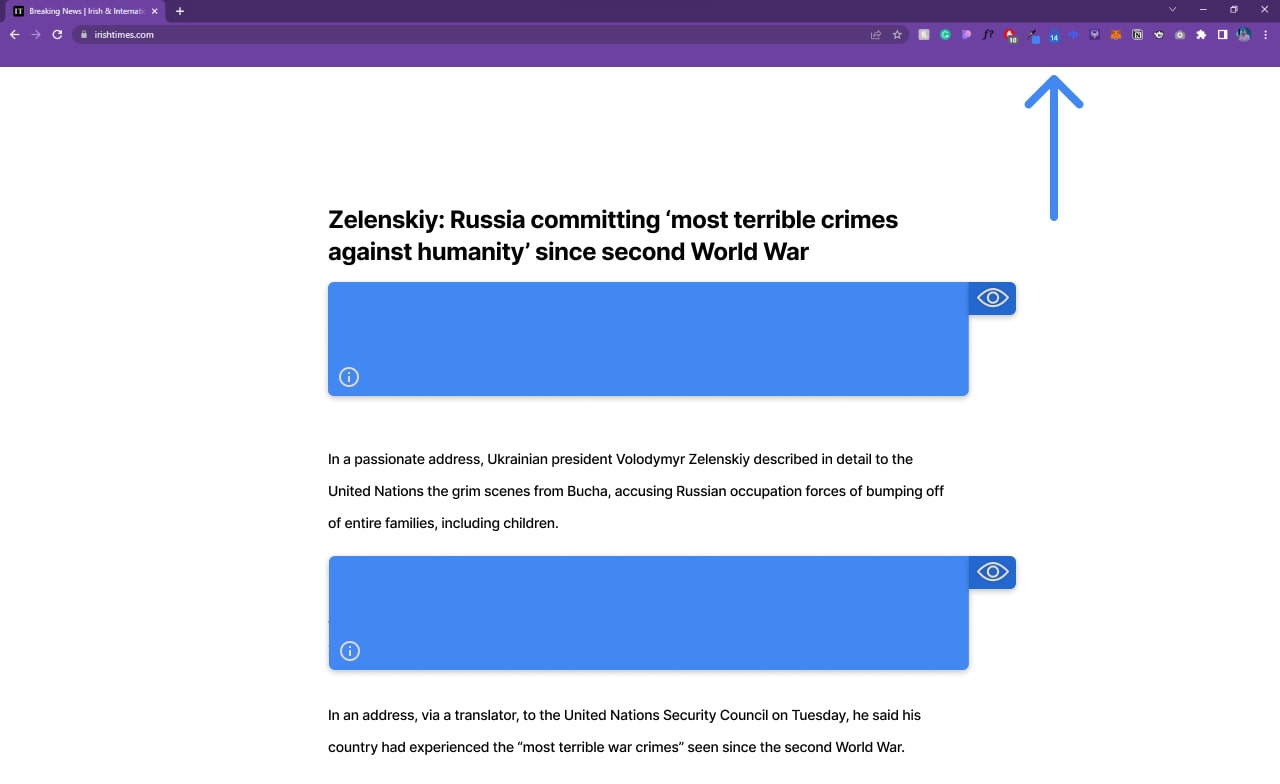 IT Breaking News | Irish & Internatio
irishtimes.com
f?
10
14
Zelenskiy: Russia committing ‘most terrible crimes
against humanity’ since second World War
In a passionate address, Ukrainian president Volodymyr Zelenskiy described in detail to the
United Nations the grim scenes from Bucha, accusing Russian occupation forces of bumping off
of entire families, including children.
In an address, via a translator, to the United Nations Security Council on Tuesday, he said his
country had experienced the “most terrible war crimes” seen since the second World War.